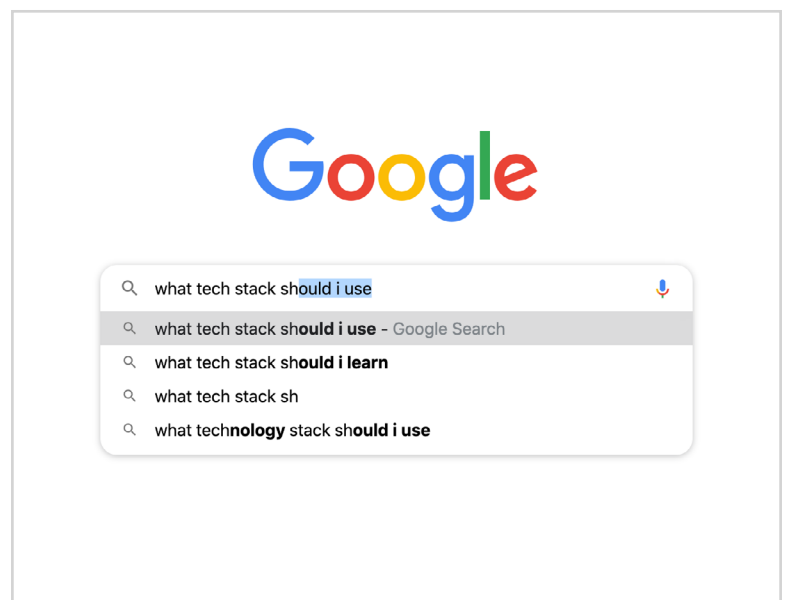 Google
what tech stack should i use
what tech stack should i use - Google Search
what tech stack should i learn
what tech stack sh
what technology stack should i use